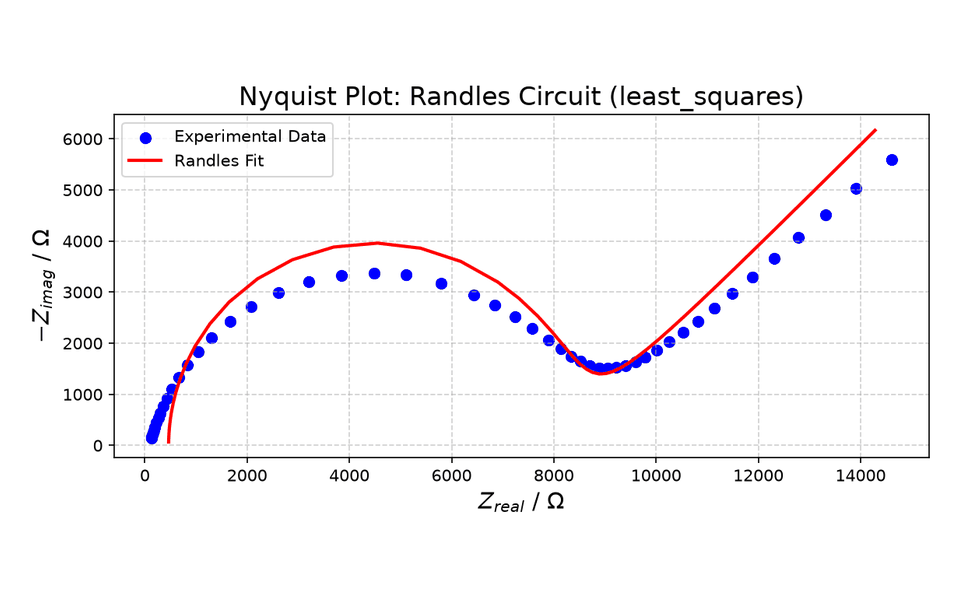 Nyquist Plot: Randles Circuit (least_squares)
Experimental Data
Randles Fit
6000
5000
4000
3000
2000
1000
0
−Z_imag / Ω
0 2000 4000 6000 8000 10000 12000 14000
Z_real / Ω